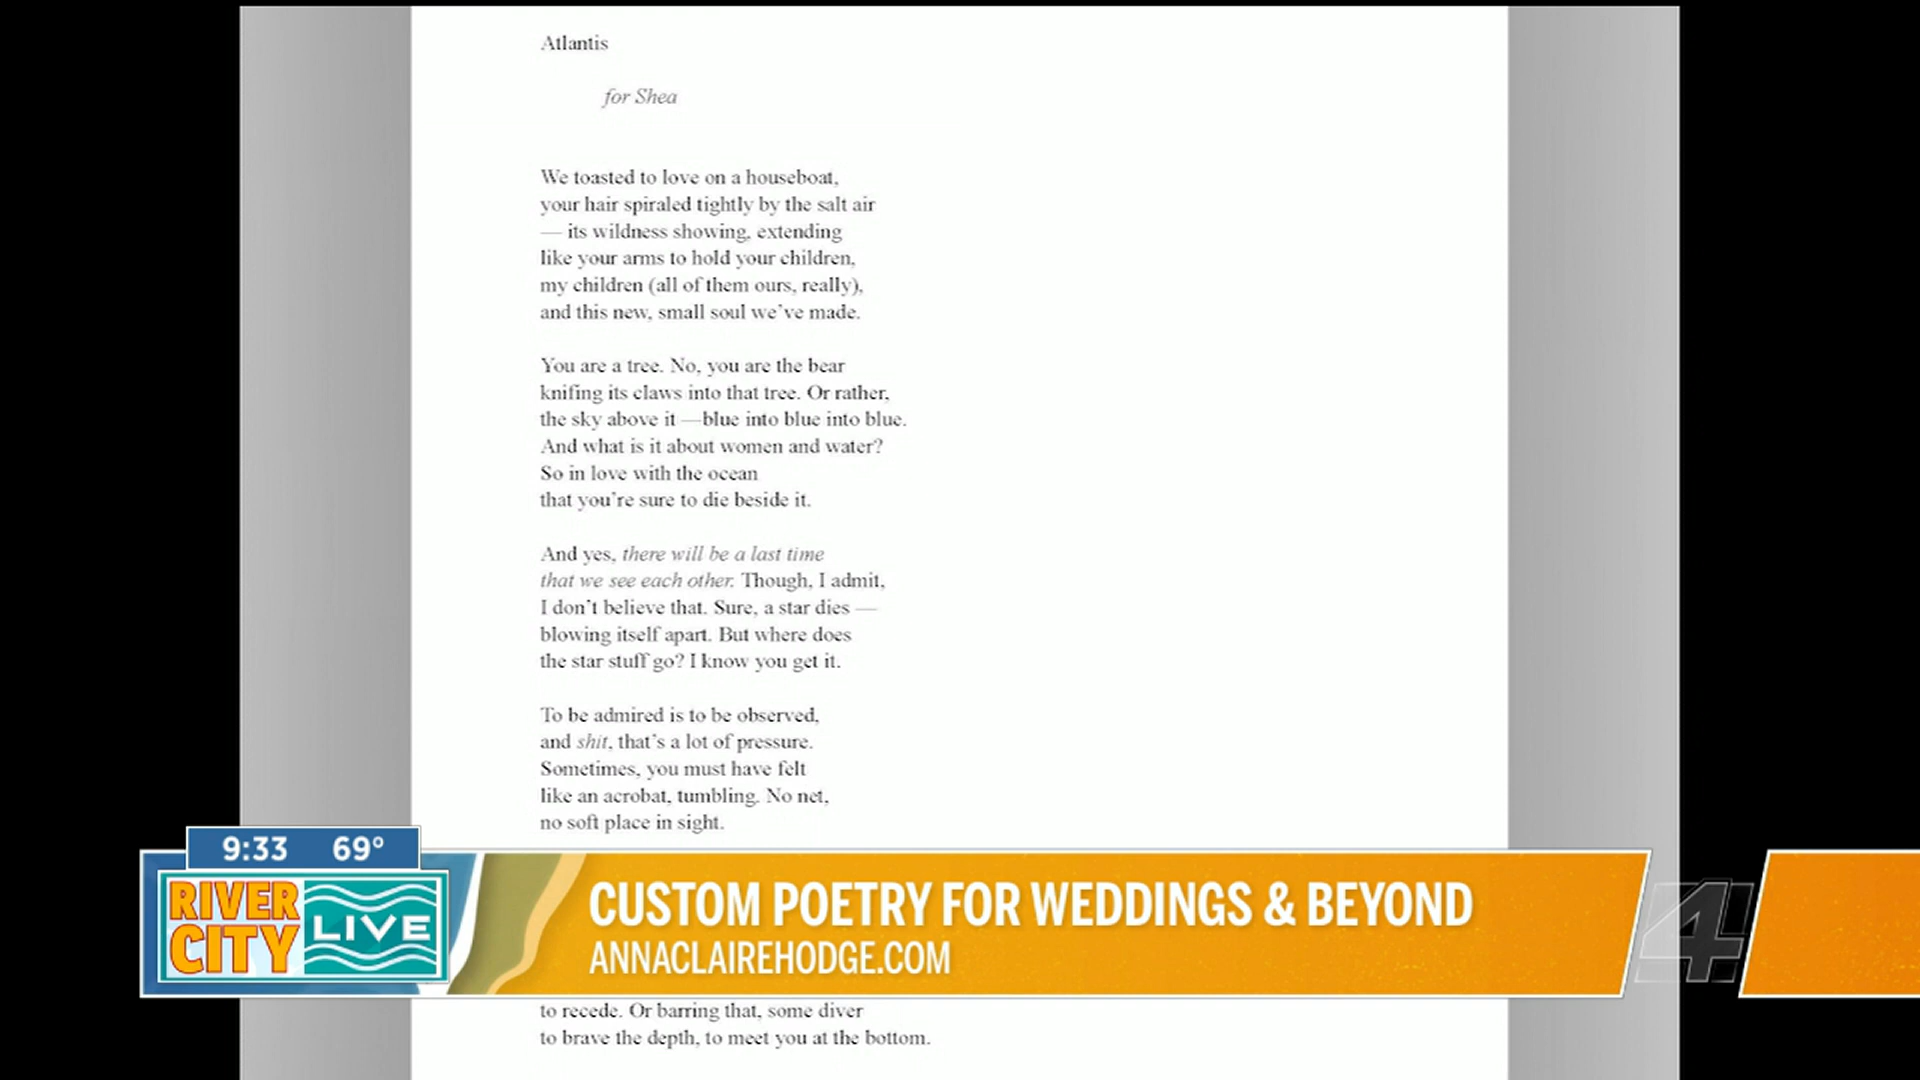 Atlantis
for Shea
We toasted to love on a houseboat,
your hair spiraled tightly by the salt air
— its wildness showing, extending
like your arms to hold your children,
my children (all of them ours, really),
and this new, small soul we've made.
You are a tree. No, you are the bear
knifing its claws into that tree. Or rather,
the sky above it —blue into blue into blue.
And what is it about women and water?
So in love with the ocean
that you're sure to die beside it.
And yes, there will be a last time
that we see each other. Though, I admit,
I don't believe that. Sure, a star dies —
blowing itself apart. But where does
the star stuff go? I know you get it.
To be admired is to be observed,
and shit, that's a lot of pressure.
Sometimes, you must have felt
like an acrobat, tumbling. No net,
no soft place in sight.
9:33 69°
RIVER
CITY
LIVE
CUSTOM POETRY FOR WEDDINGS & BEYOND
ANNACLAIREHODGE.COM
4
to recede. Or barring that, some diver
to brave the depth, to meet you at the bottom.